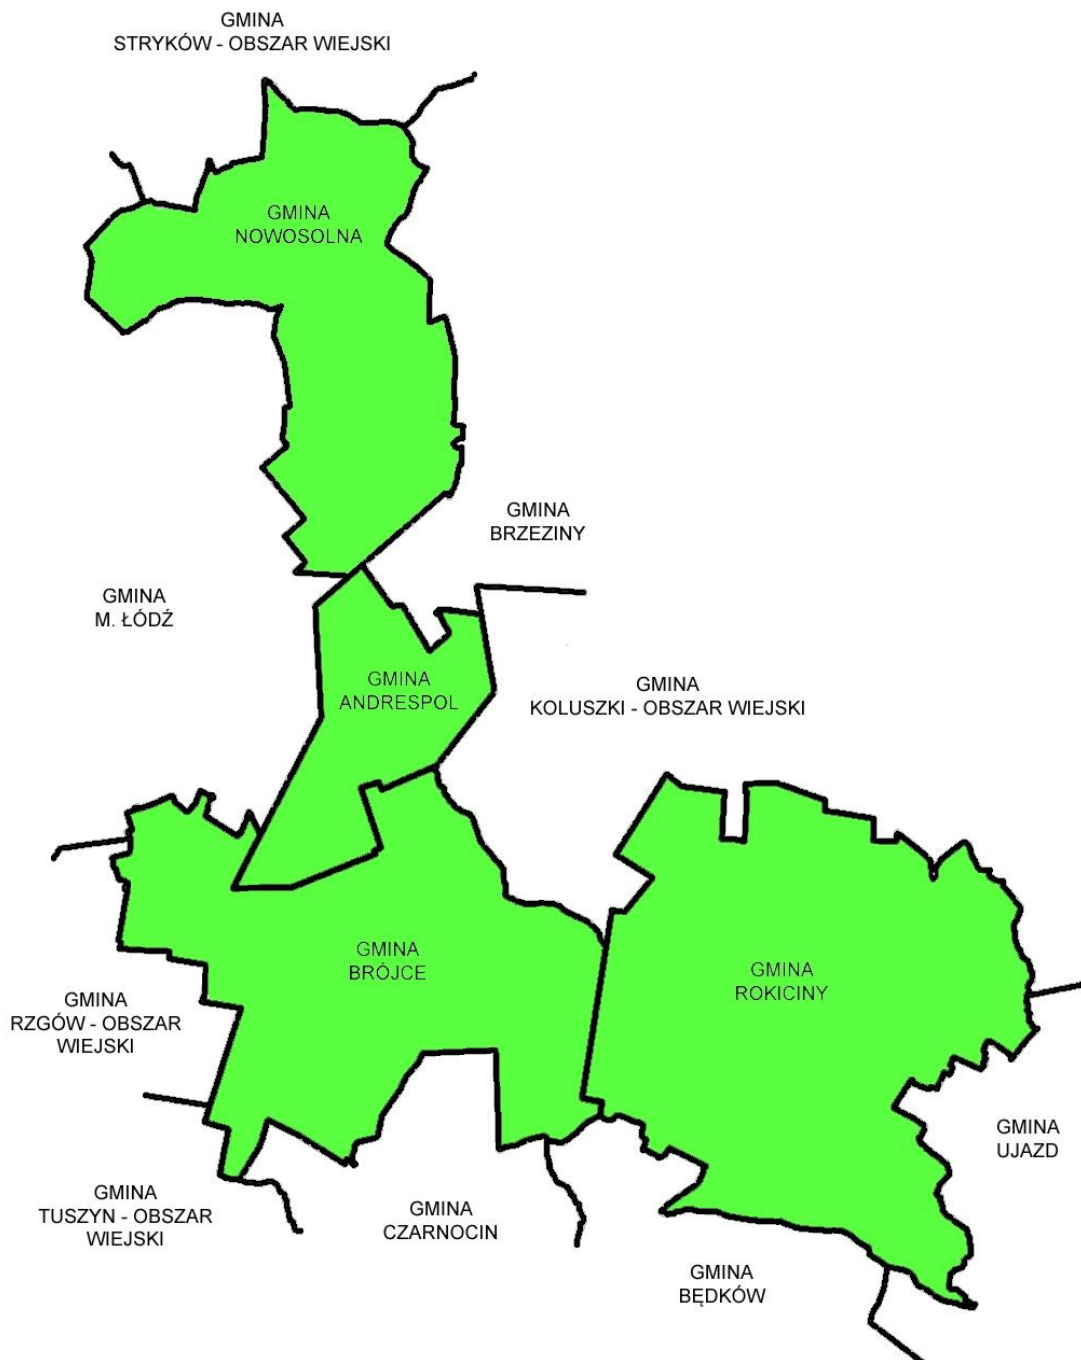 GMINA
STRYKÓW - OBSZAR WIEJSKI
GMINA
NOWOSOLNA
GMINA
BRZEZINY
GMINA
M. ŁÓDŹ
GMINA
ANDRESPOL
GMINA
KOLUSZKI - OBSZAR WIEJSKI
GMINA
BRÓJCE
GMINA
ROKICINY
GMINA
RZGÓW - OBSZAR
WIEJSKI
GMINA
UJAZD
GMINA
TUSZYN - OBSZAR
WIEJSKI
GMINA
CZARNOCIN
GMINA
BĘDKÓW